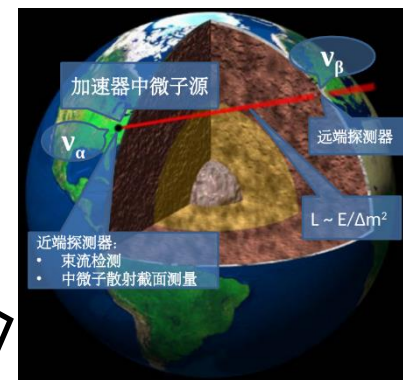 ν_β
加速器中微子源
ν_α
远端探测器
L ~ E/Δm²
近端探测器:
• 束流检测
• 中微子散射截面测量